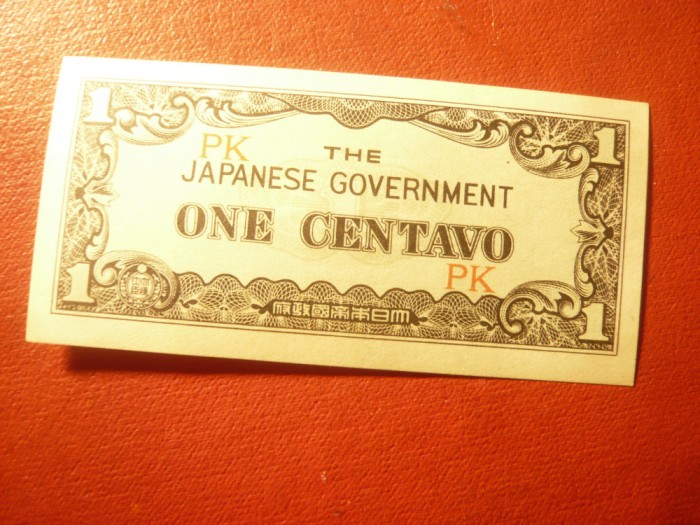 1
1
PK
THE
JAPANESE GOVERNMENT
ONE CENTAVO
PK
1
府政國帝本日大
1